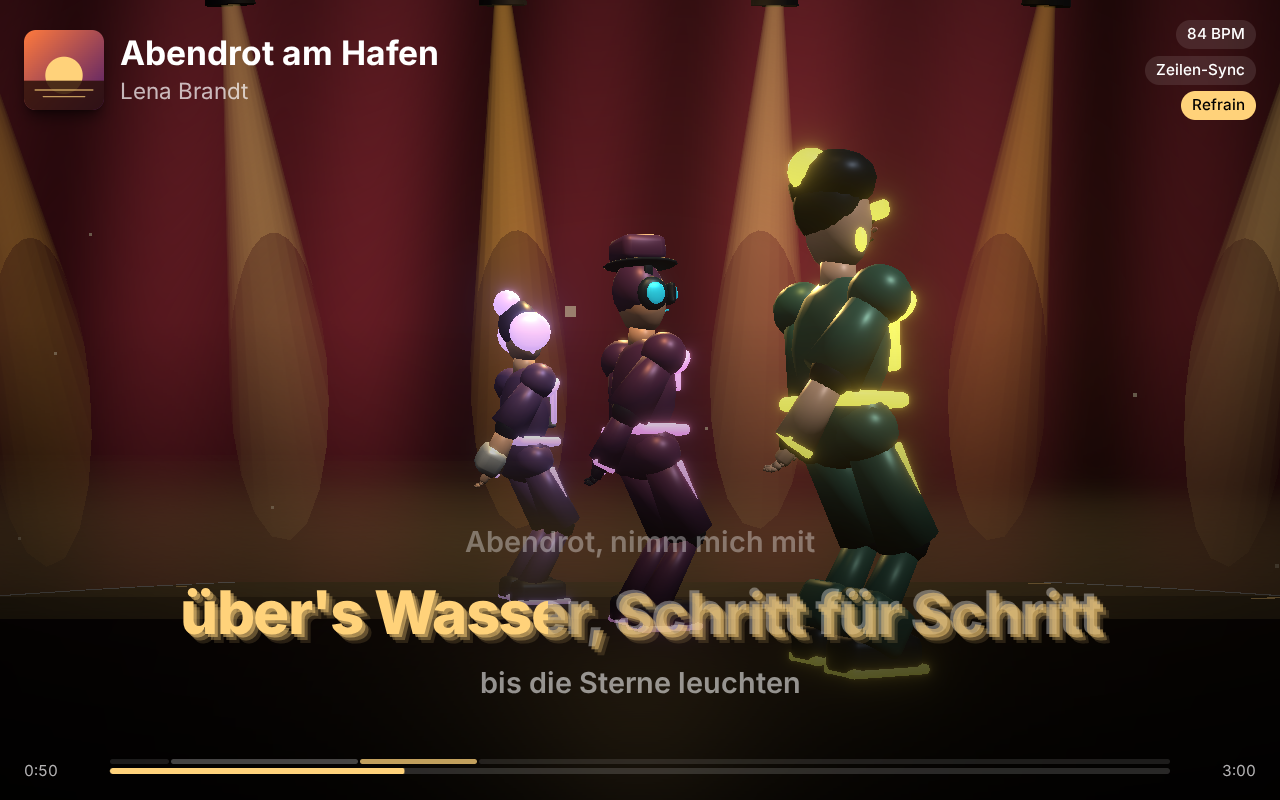 Abendrot am Hafen
Lena Brandt
84 BPM
Zeilen-Sync
Refrain
Abendrot, nimm mich mit
über's Wasser, Schritt für Schritt
bis die Sterne leuchten
0:50
3:00